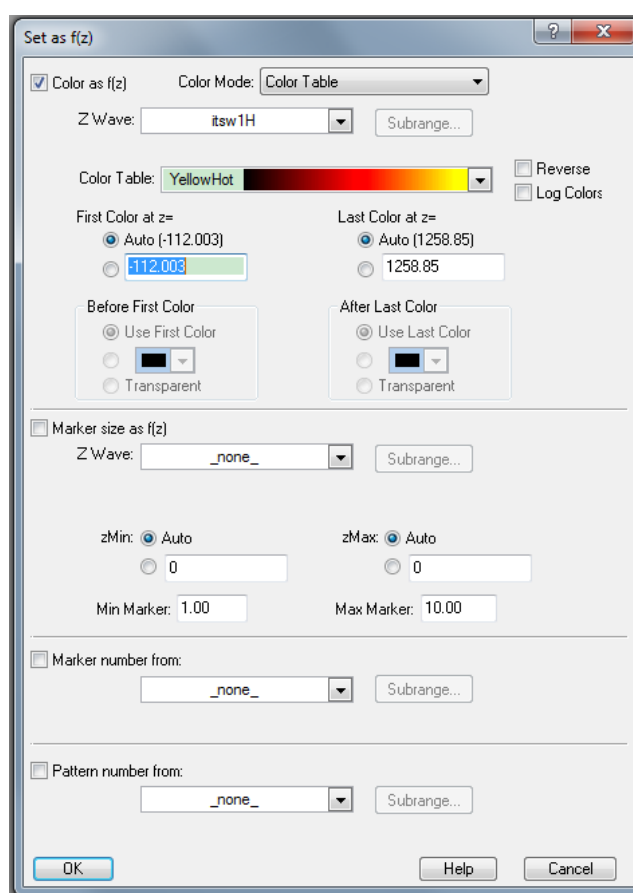 Set as f(z)
Color as f(z) Color Mode: Color Table
Z Wave: itsw1H Subrange...
Color Table: YellowHot Reverse
Log Colors
First Color at z= Last Color at z=
Auto (-112.003) Auto (1258.85)
-112.003 1258.85
Before First Color After Last Color
Use First Color Use Last Color
Transparent Transparent
Marker size as f(z)
Z Wave: _none_ Subrange...
zMin: Auto zMax: Auto
0 0
Min Marker: 1.00 Max Marker: 10.00
Marker number from:
_none_ Subrange...
Pattern number from:
_none_ Subrange...
OK Help Cancel